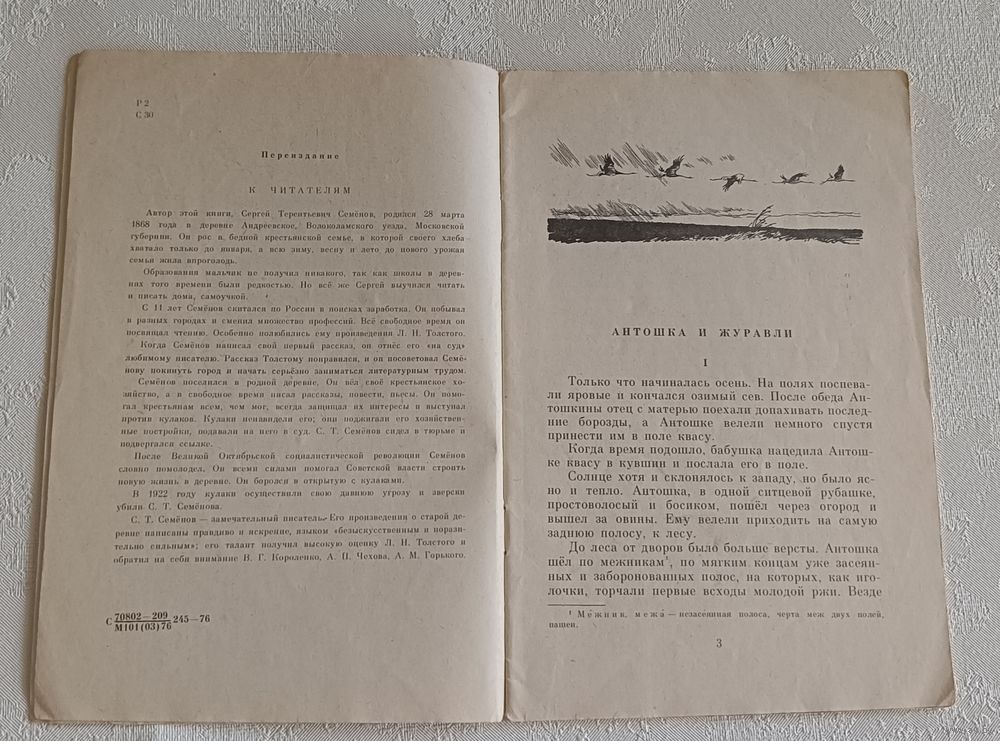 Р 2
С 30
Переиздание
К ЧИТАТЕЛЯМ
Автор этой книги, Сергей Терентьевич Семёнов, родился 28 марта
1868 года в деревне Андреевское, Волоколамского уезда, Московской
губернии. Он рос в бедной крестьянской семье, в которой своего хлеба
хватало только до января, а всю зиму, весну и лето до нового урожая
семья жила впроголодь.
Образования мальчик не получил никакого, так как школы в дерев-
нях того времени были редкостью. Но всё же Сергей выучился читать
и писать дома, самоучкой.
С 11 лет Семёнов скитался по России в поисках заработка. Он побывал
в разных городах и сменил множество профессий. Всё свободное время он
посвящал чтению. Особенно полюбились ему произведения Л. Н. Толстого.
Когда Семёнов написал свой первый рассказ, он отнёс его «на суд»
любимому писателю. Рассказ Толстому понравился, и он посоветовал Семё-
нову покинуть город и начать серьёзно заниматься литературным трудом.
Семёнов поселился в родной деревне. Он вёл своё крестьянское хо-
зяйство, а в свободное время писал рассказы, повести, пьесы. Он помо-
гал крестьянам всем, чем мог, всегда защищал их интересы и выступал
против кулаков. Кулаки ненавидели его; они поджигали его хозяйствен-
ные постройки, подавали на него в суд. С. Т. Семёнов сидел в тюрьме и
подвергался ссылке.
После Великой Октябрьской социалистической революции Семёнов
словно помолодел. Он всеми силами помогал Советской власти строить
новую жизнь в деревне. Он боролся в открытую с кулаками.
В 1922 году кулаки осуществили свою давнюю угрозу и зверски
убили С. Т. Семёнова.
С. Т. Семёнов — замечательный писатель. Его произведения о старой де-
ревне написаны правдиво и искренне, языком «безыскусственным и порази-
тельно сильным»; его талант получил высокую оценку Л. Н. Толстого и
обратил на себя внимание В. Г. Короленко, А. П. Чехова, А. М. Горького.
С 70802—209
М101(03)76 245—76
АНТОШКА И ЖУРАВЛИ
I
Только что начиналась осень. На полях поспева-
ли яровые и кончался озимый сев. После обеда Ан-
тошкины отец с матерью поехали допахивать послед-
ние борозды, а Антошке велели немного спустя
принести им в поле квасу.
Когда время подошло, бабушка нацедила Антош-
ке квасу в кувшин и послала его в поле.
Солнце хотя и склонялось к западу, но было яс-
но и тепло. Антошка, в одной ситцевой рубашке,
простоволосый и босиком, пошёл через огород и
вышел за овины. Ему велели приходить на самую
заднюю полосу, к лесу.
До леса от дворов было больше версты. Антошка
шёл по межникам¹, по мягким концам уже засеян-
ных и заборонованных полос, на которых, как иго-
лочки, торчали первые всходы молодой ржи. Везде
¹ Межник, межа — незасеянная полоса, черта меж двух полей,
пашен.
3